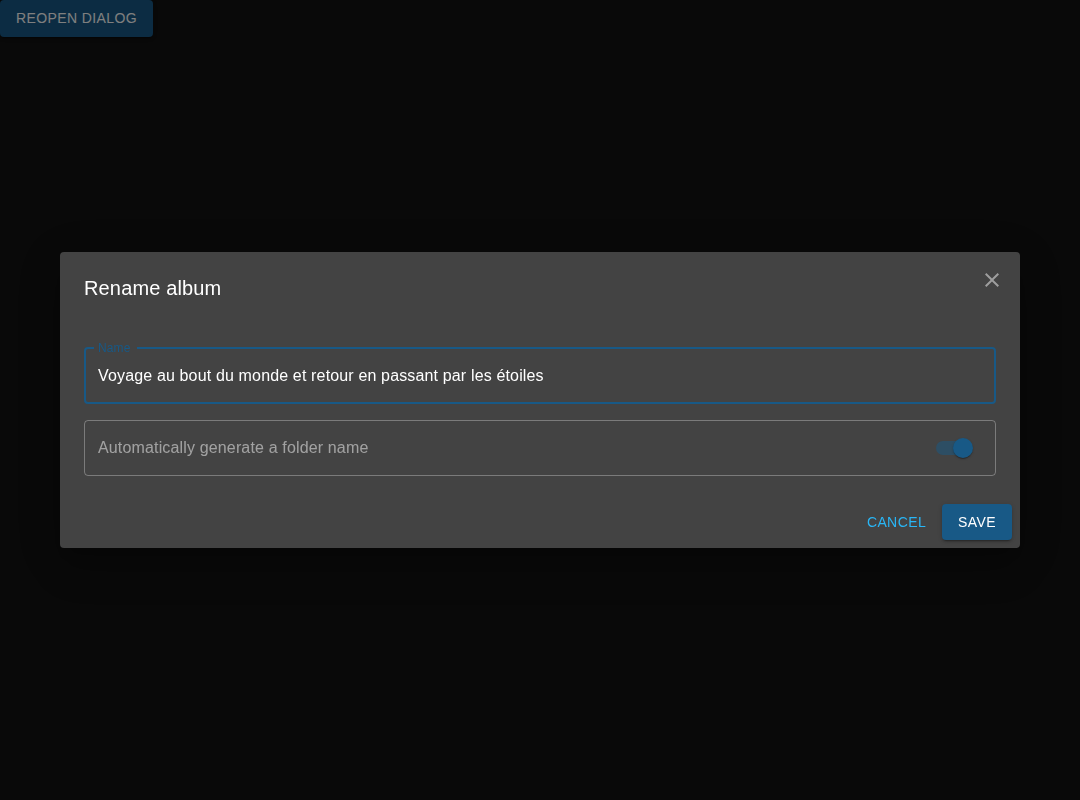 REOPEN DIALOG
Rename album
Name
Voyage au bout du monde et retour en passant par les étoiles
Automatically generate a folder name
CANCEL
SAVE